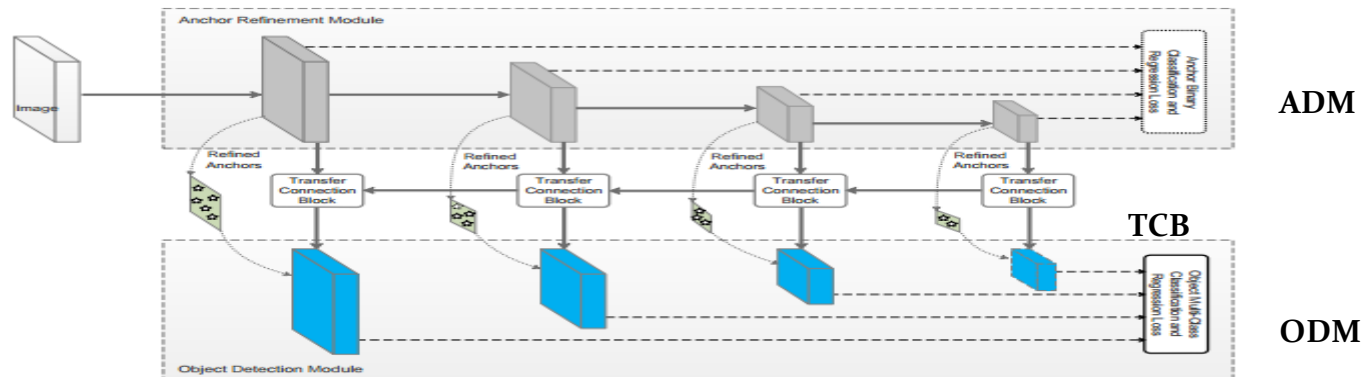 Anchor Refinement Module
Image
Anchor Binary
Classification and
Regression Loss
ADM
Refined
Anchors
Refined
Anchors
Refined
Anchors
Refined
Anchors
Transfer
Connection
Block
Transfer
Connection
Block
Transfer
Connection
Block
Transfer
Connection
Block
TCB
Object Multi-Class
Classification and
Regression Loss
ODM
Object Detection Module